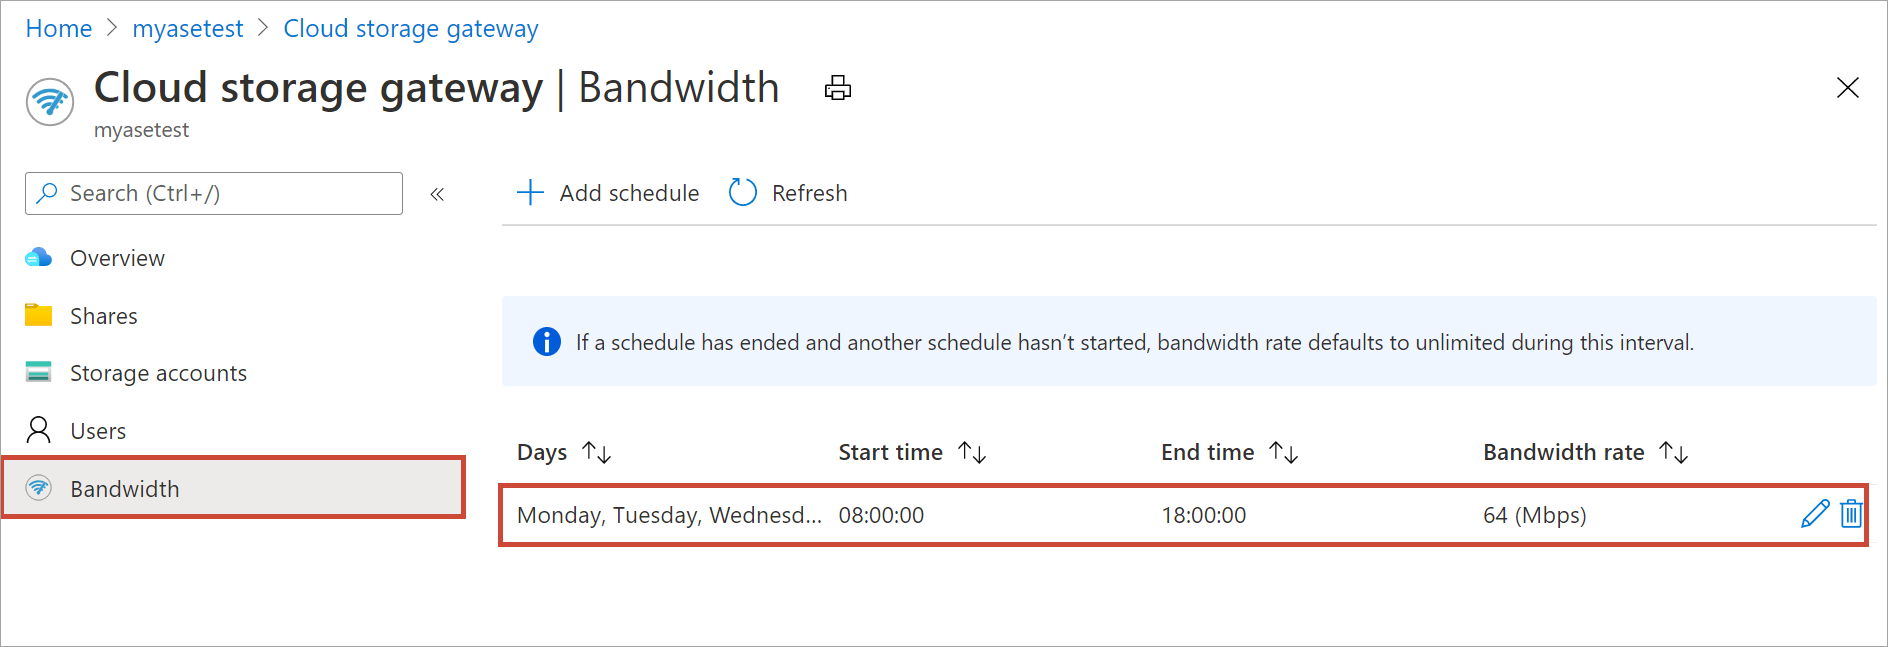 Home > myasetest > Cloud storage gateway
Cloud storage gateway | Bandwidth
myasetest
Search (Ctrl+/)
«
Add schedule
Refresh
Overview
Shares
Storage accounts
Users
Bandwidth
If a schedule has ended and another schedule hasn’t started, bandwidth rate defaults to unlimited during this interval.
Days ↑↓ Start time ↑↓ End time ↑↓ Bandwidth rate ↑↓
Monday, Tuesday, Wednesd... 08:00:00 18:00:00 64 (Mbps)